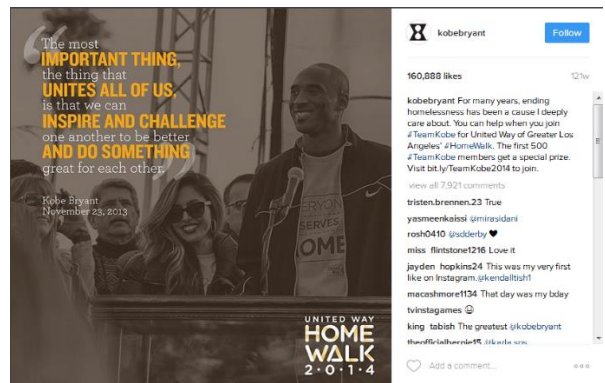 The most
IMPORTANT THING,
the thing that
UNITES ALL OF US,
is that we can
INSPIRE AND CHALLENGE
one another to be better
AND DO SOMETHING
great for each other.
Kobe Bryant
November 23, 2013
UNITED WAY
HOME
WALK
2·0·1·4
kobebryant
Follow
160,888 likes
121w
kobebryant For many years, ending
homelessness has been a cause I deeply
care about. You can help when you join
#TeamKobe for United Way of Greater Los
Angeles' #HomeWalk. The first 500
#TeamKobe members get a special prize.
Visit bit.ly/TeamKobe2014 to join.
view all 7,921 comments
tristen.brennen.23 True
yasmeenkaissi @mirasidani
rosh0410 @sdderby
miss_flintstone1216 Love it
jayden_hopkins24 This was my very first
like on Instagram.@kendalltish1
macashmore1134 That day was my bday
tvinstagames
king_tabish The greatest @kobebryant
Add a comment...